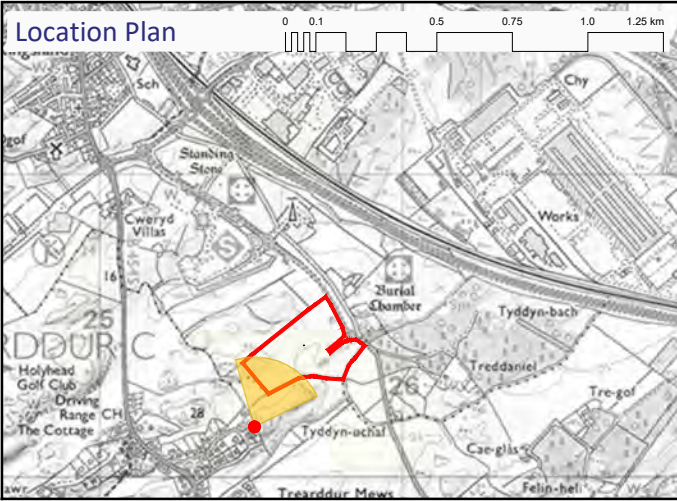 Location Plan
0 0.1 0.5 0.75 1.0 1.25 km
Sch
Chy
Standing
Stone
Cweryd
Villas
Works
S
16
Burial
Chamber
Tyddyn-bach
25
RDDUR C
Holyhead
Golf Club
Treddaniel
26
Driving
Range CH
28
Tre-gof
The Cottage
Tyddyn-uchaf
Cae-glas
Trearddur Mews
Felin-heli
W